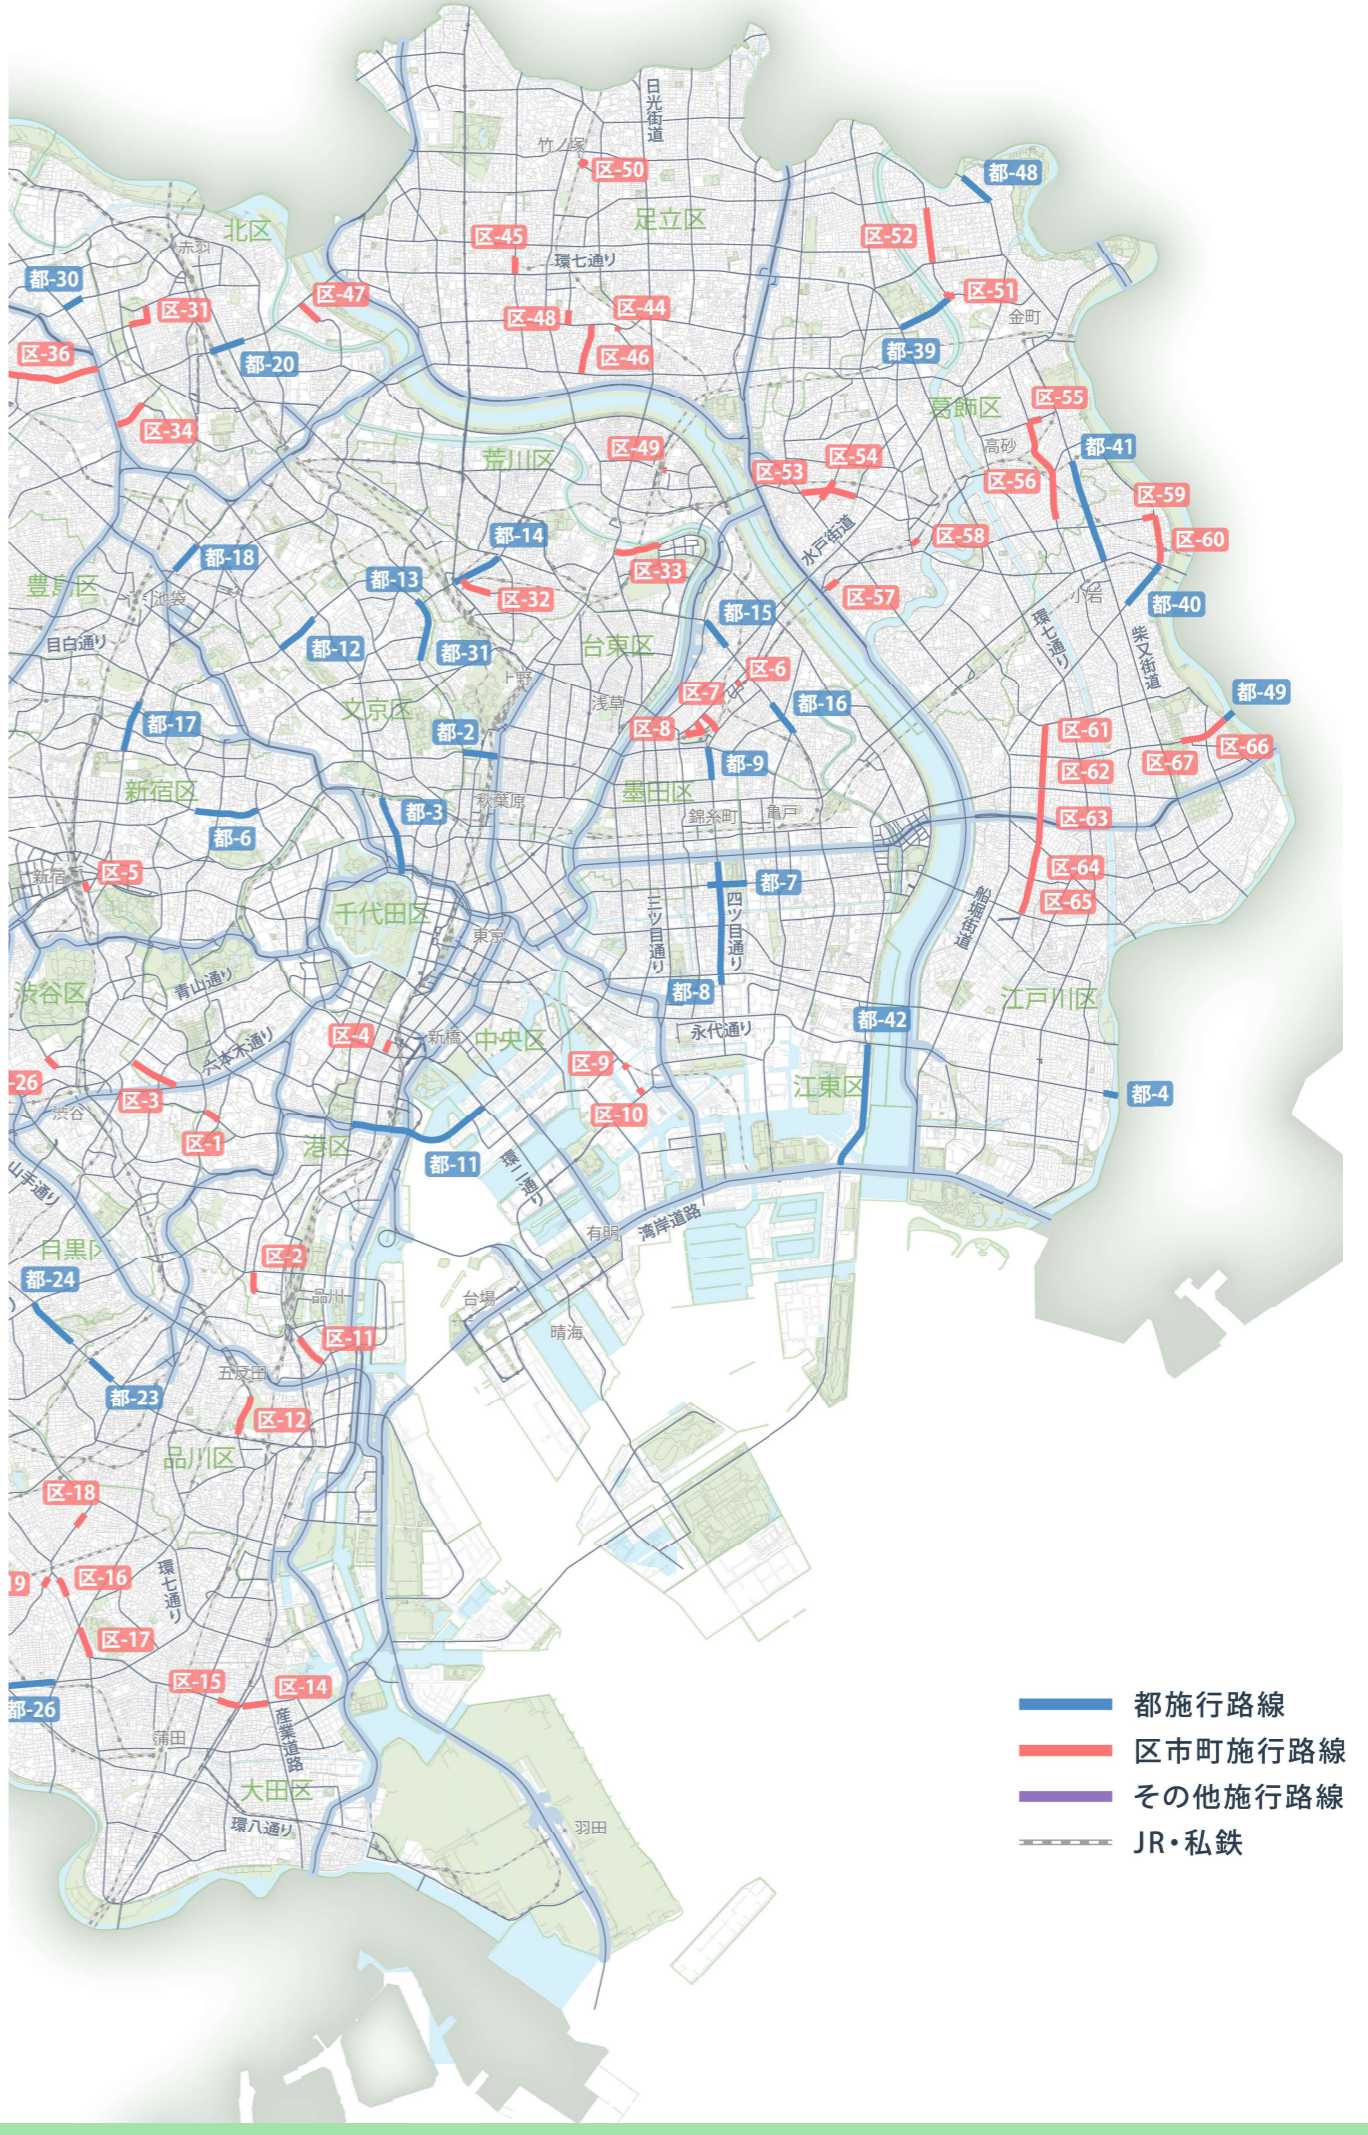 日光街道
竹ノ塚
区-50
都-48
足立区
北区
区-45
区-52
赤羽
環七通り
都-30
区-47
区-51
区-31
区-48
区-44
金町
区-36
都-20
区-46
都-39
区-55
葛飾区
区-34
区-49
高砂
都-41
荒川区
区-53
区-54
区-56
区-59
都-14
水戸街道
区-58
区-60
都-18
区-33
都-13
豊島区
池袋
区-32
区-57
小岩
都-40
都-15
目白通り
都-12
都-31
台東区
環七通り
柴又街道
区-6
上野
区-7
都-49
文京区
浅草
都-16
都-17
都-2
区-8
区-61
区-66
都-9
区-67
区-62
新宿区
墨田区
秋葉原
都-3
錦糸町
亀戸
区-63
都-6
区-5
新宿
都-7
区-64
区-65
千代田区
三ツ目通り
四ツ目通り
船堀街道
東京
青山通り
渋谷区
都-8
江戸川区
都-42
区-4
新橋
中央区
永代通り
六本木通り
区-9
-26
江東区
都-4
区-3
渋谷
区-10
区-1
港区
都-11
環二通り
山手通り
湾岸道路
有明
目黒区
区-2
都-24
品川
台場
晴海
区-11
五反田
都-23
区-12
品川区
区-18
環七通り
19
区-16
区-17
区-15
区-14
都-26
産業道路
蒲田
大田区
環八通り
羽田
都施行路線
区市町施行路線
その他施行路線
JR・私鉄